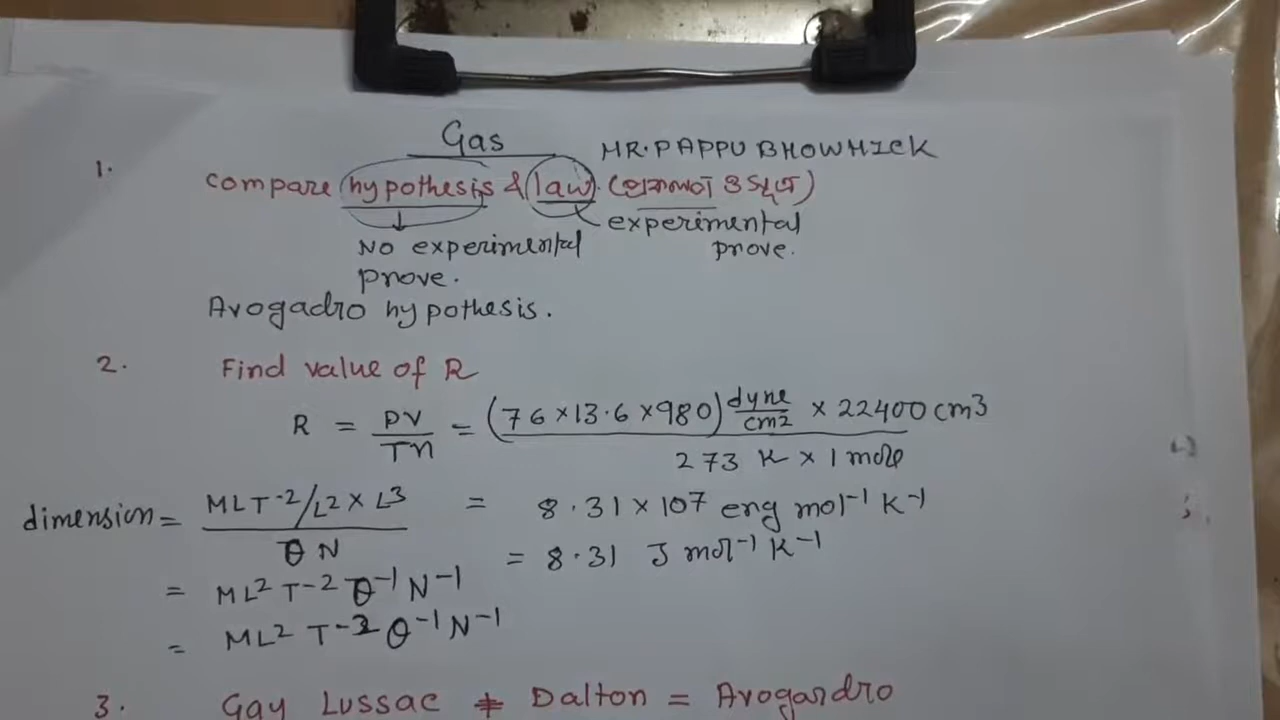 Gas
MR. PAPPU BHOWMICK
1. compare hypothesis & law. (প্রকল্প ও সূত্র)
experimental prove.
No experimental prove.
Avogadro hypothesis.
2. Find value of R
R = PV/Tn = (76 × 13.6 × 980) dyne/cm2 × 22400 cm3 / 273 K × 1 mole
dimension = MLT-2/L2 × L3 / θ N = 8.31 × 107 erg mol-1 K-1
= 8.31 J mol-1 K-1
= ML2 T-2 θ-1 N-1
= ML2 T-2 θ-1 N-1
3. Gay Lussac + Dalton = Avogardro